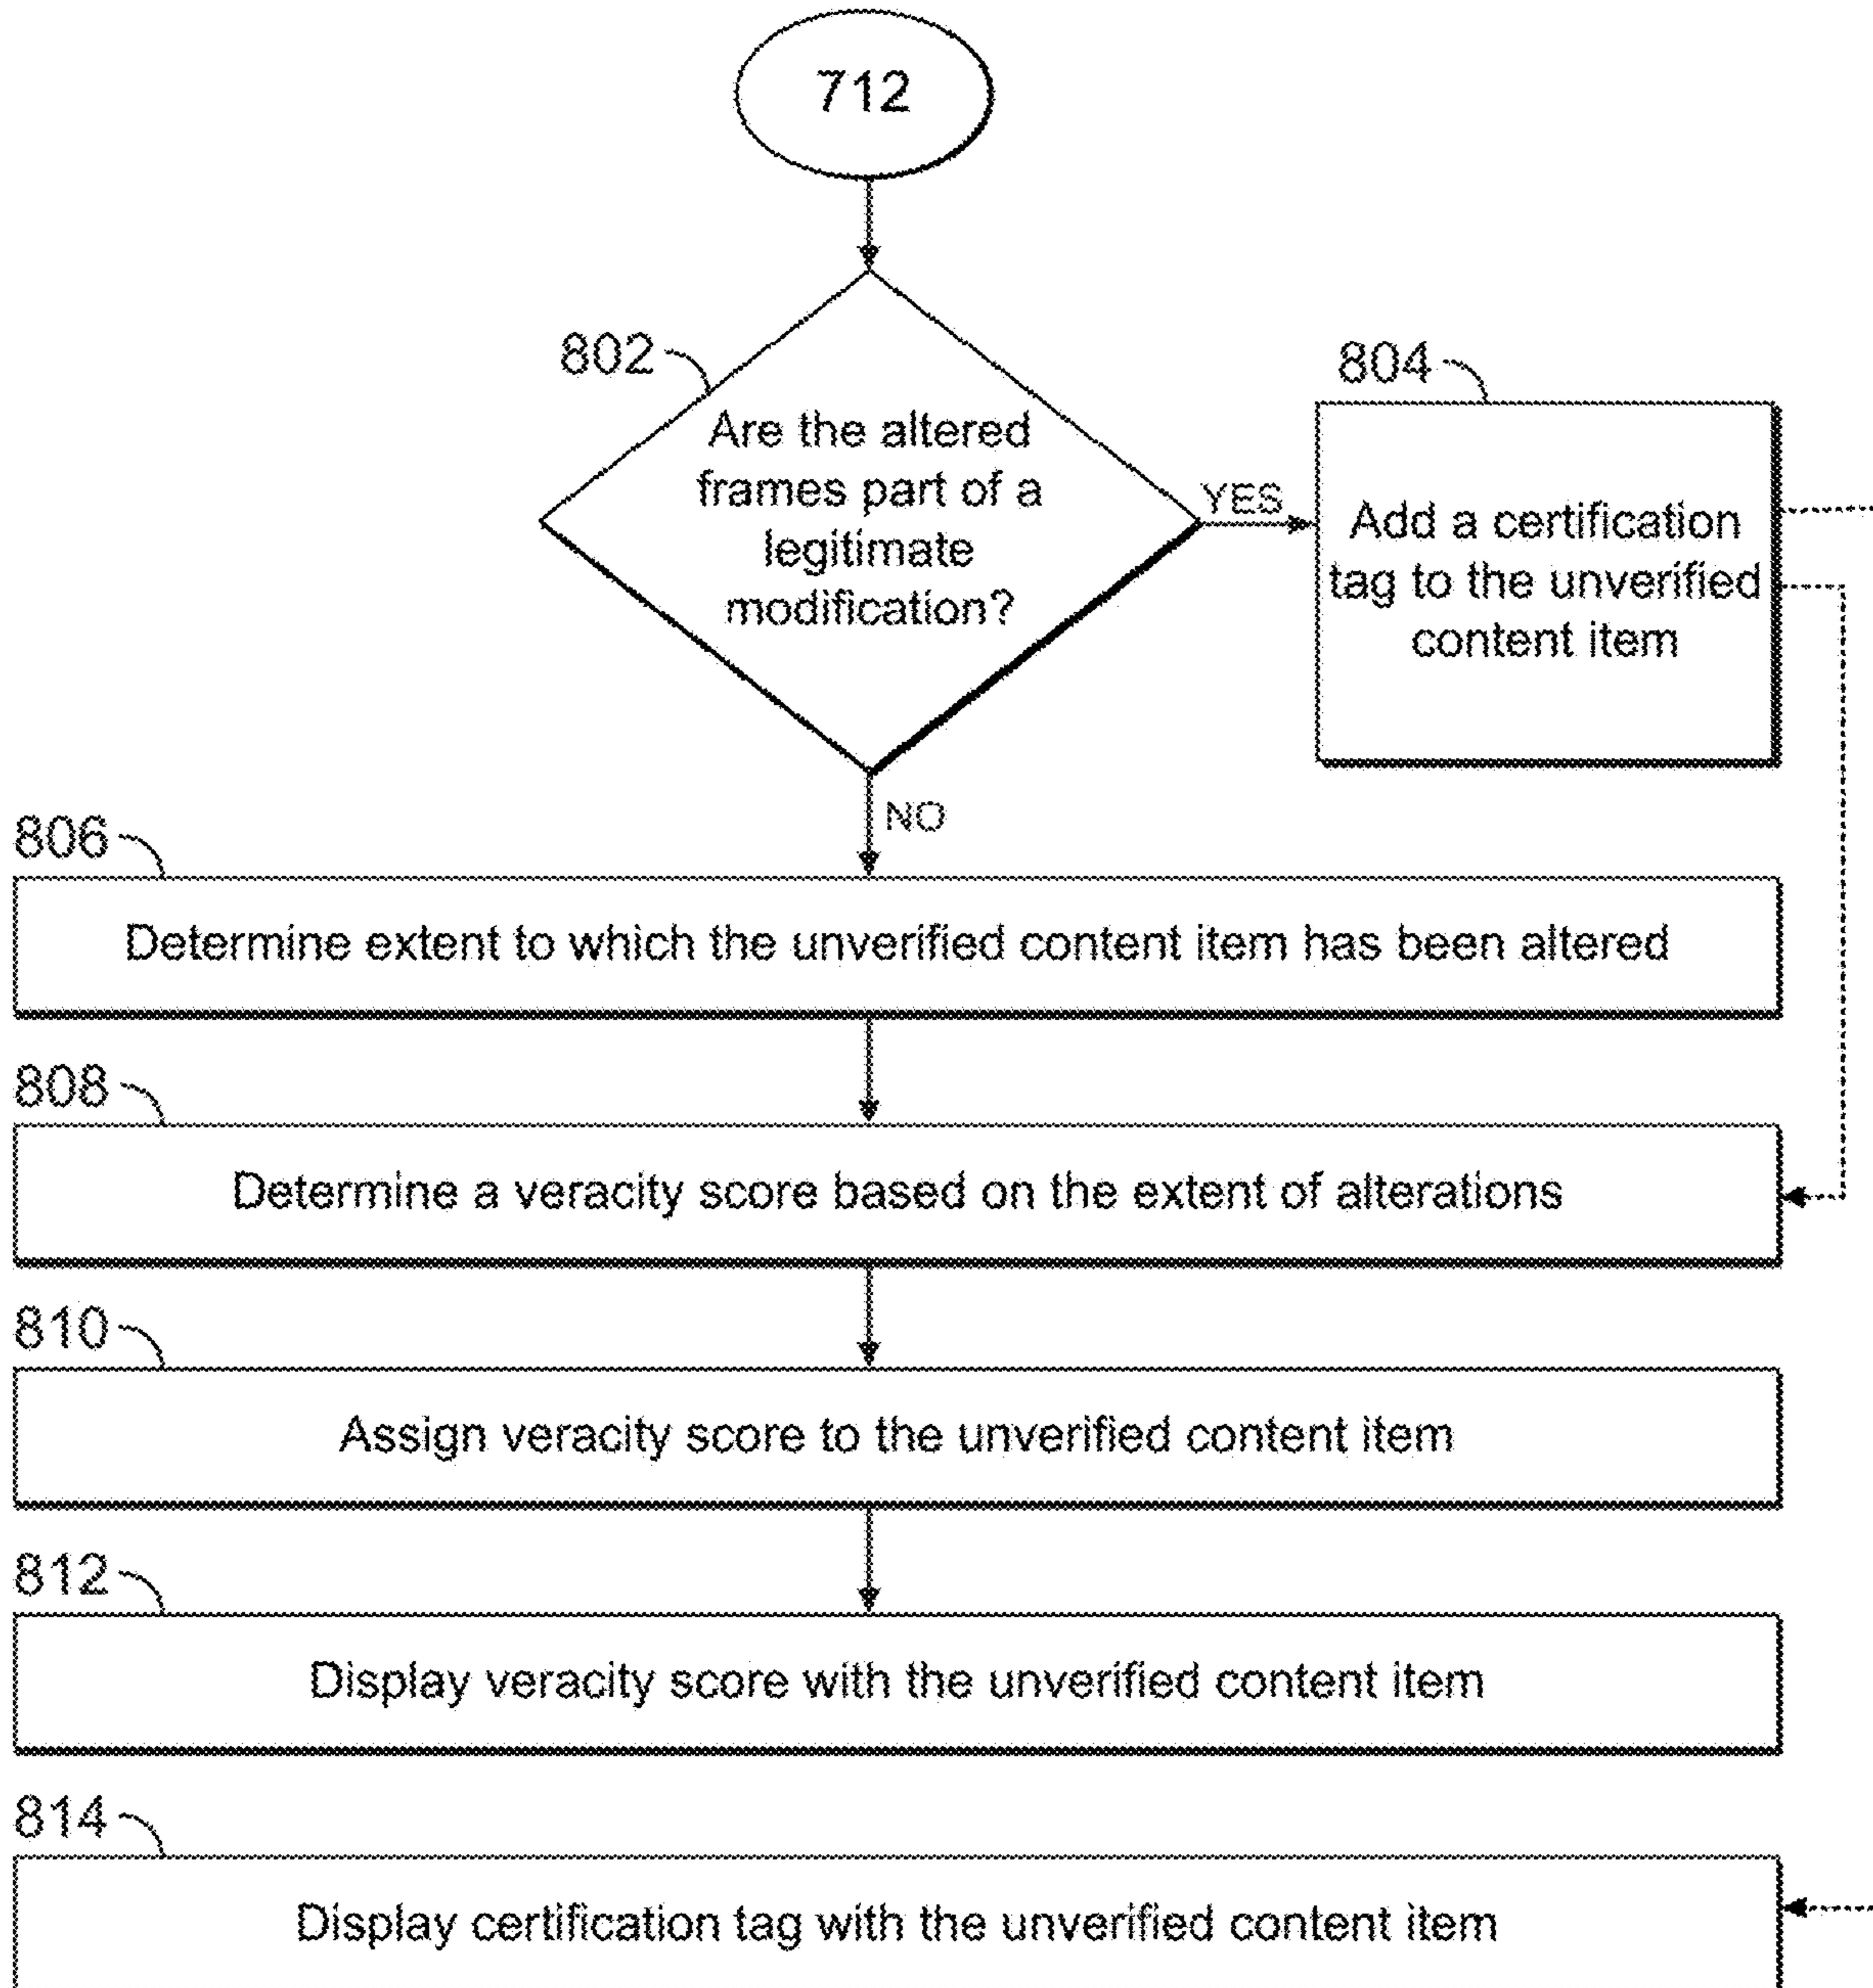 712
802
Are the altered
frames part of a
legitimate
modification?
YES
804
Add a certification
tag to the unverified
content item
NO
806
Determine extent to which the unverified content item has been altered
808
Determine a veracity score based on the extent of alterations
810
Assign veracity score to the unverified content item
812
Display veracity score with the unverified content item
814
Display certification tag with the unverified content item